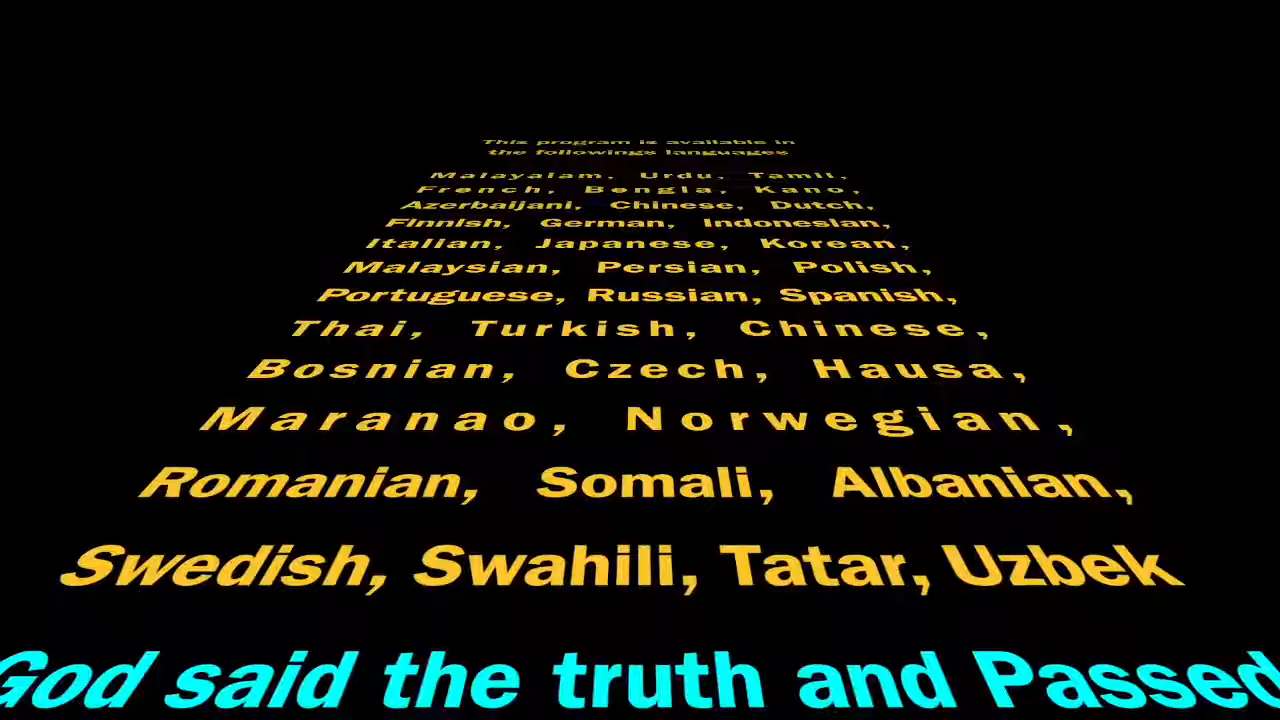 This program is available in
the followings languages
Malayalam, Urdu, Tamil,
French, Bengla, Kano,
Azerbaijani, Chinese, Dutch,
Finnish, German, Indonesian,
Italian, Japanese, Korean,
Malaysian, Persian, Polish,
Portuguese, Russian, Spanish,
Thai, Turkish, Chinese,
Bosnian, Czech, Hausa,
Maranao, Norwegian,
Romanian, Somali, Albanian,
Swedish, Swahili, Tatar, Uzbek
God said the truth and Passed